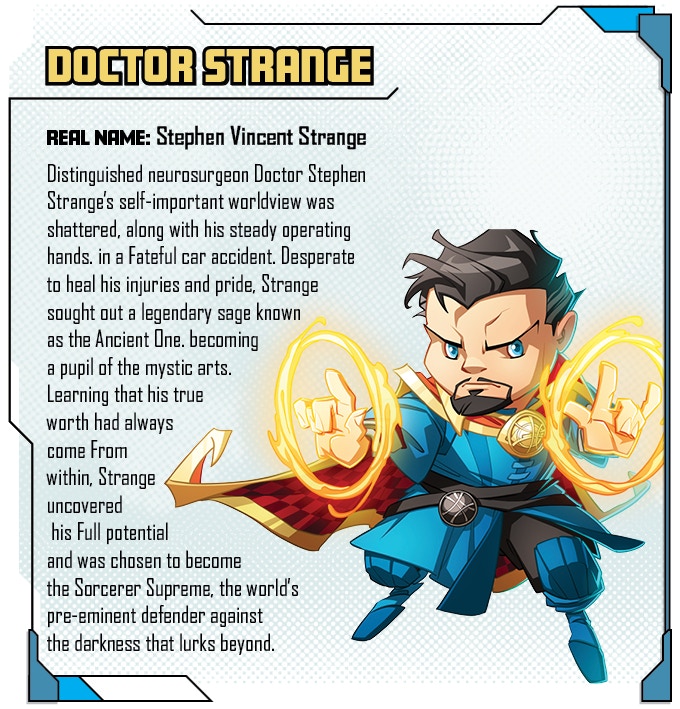 DOCTOR STRANGE
REAL NAME: Stephen Vincent Strange
Distinguished neurosurgeon Doctor Stephen
Strange's self-important worldview was
shattered, along with his steady operating
hands. in a Fateful car accident. Desperate
to heal his injuries and pride, Strange
sought out a legendary sage known
as the Ancient One. becoming
a pupil of the mystic arts.
Learning that his true
worth had always
come From
within, Strange
uncovered
his Full potential
and was chosen to become
the Sorcerer Supreme, the world's
pre-eminent defender against
the darkness that lurks beyond.